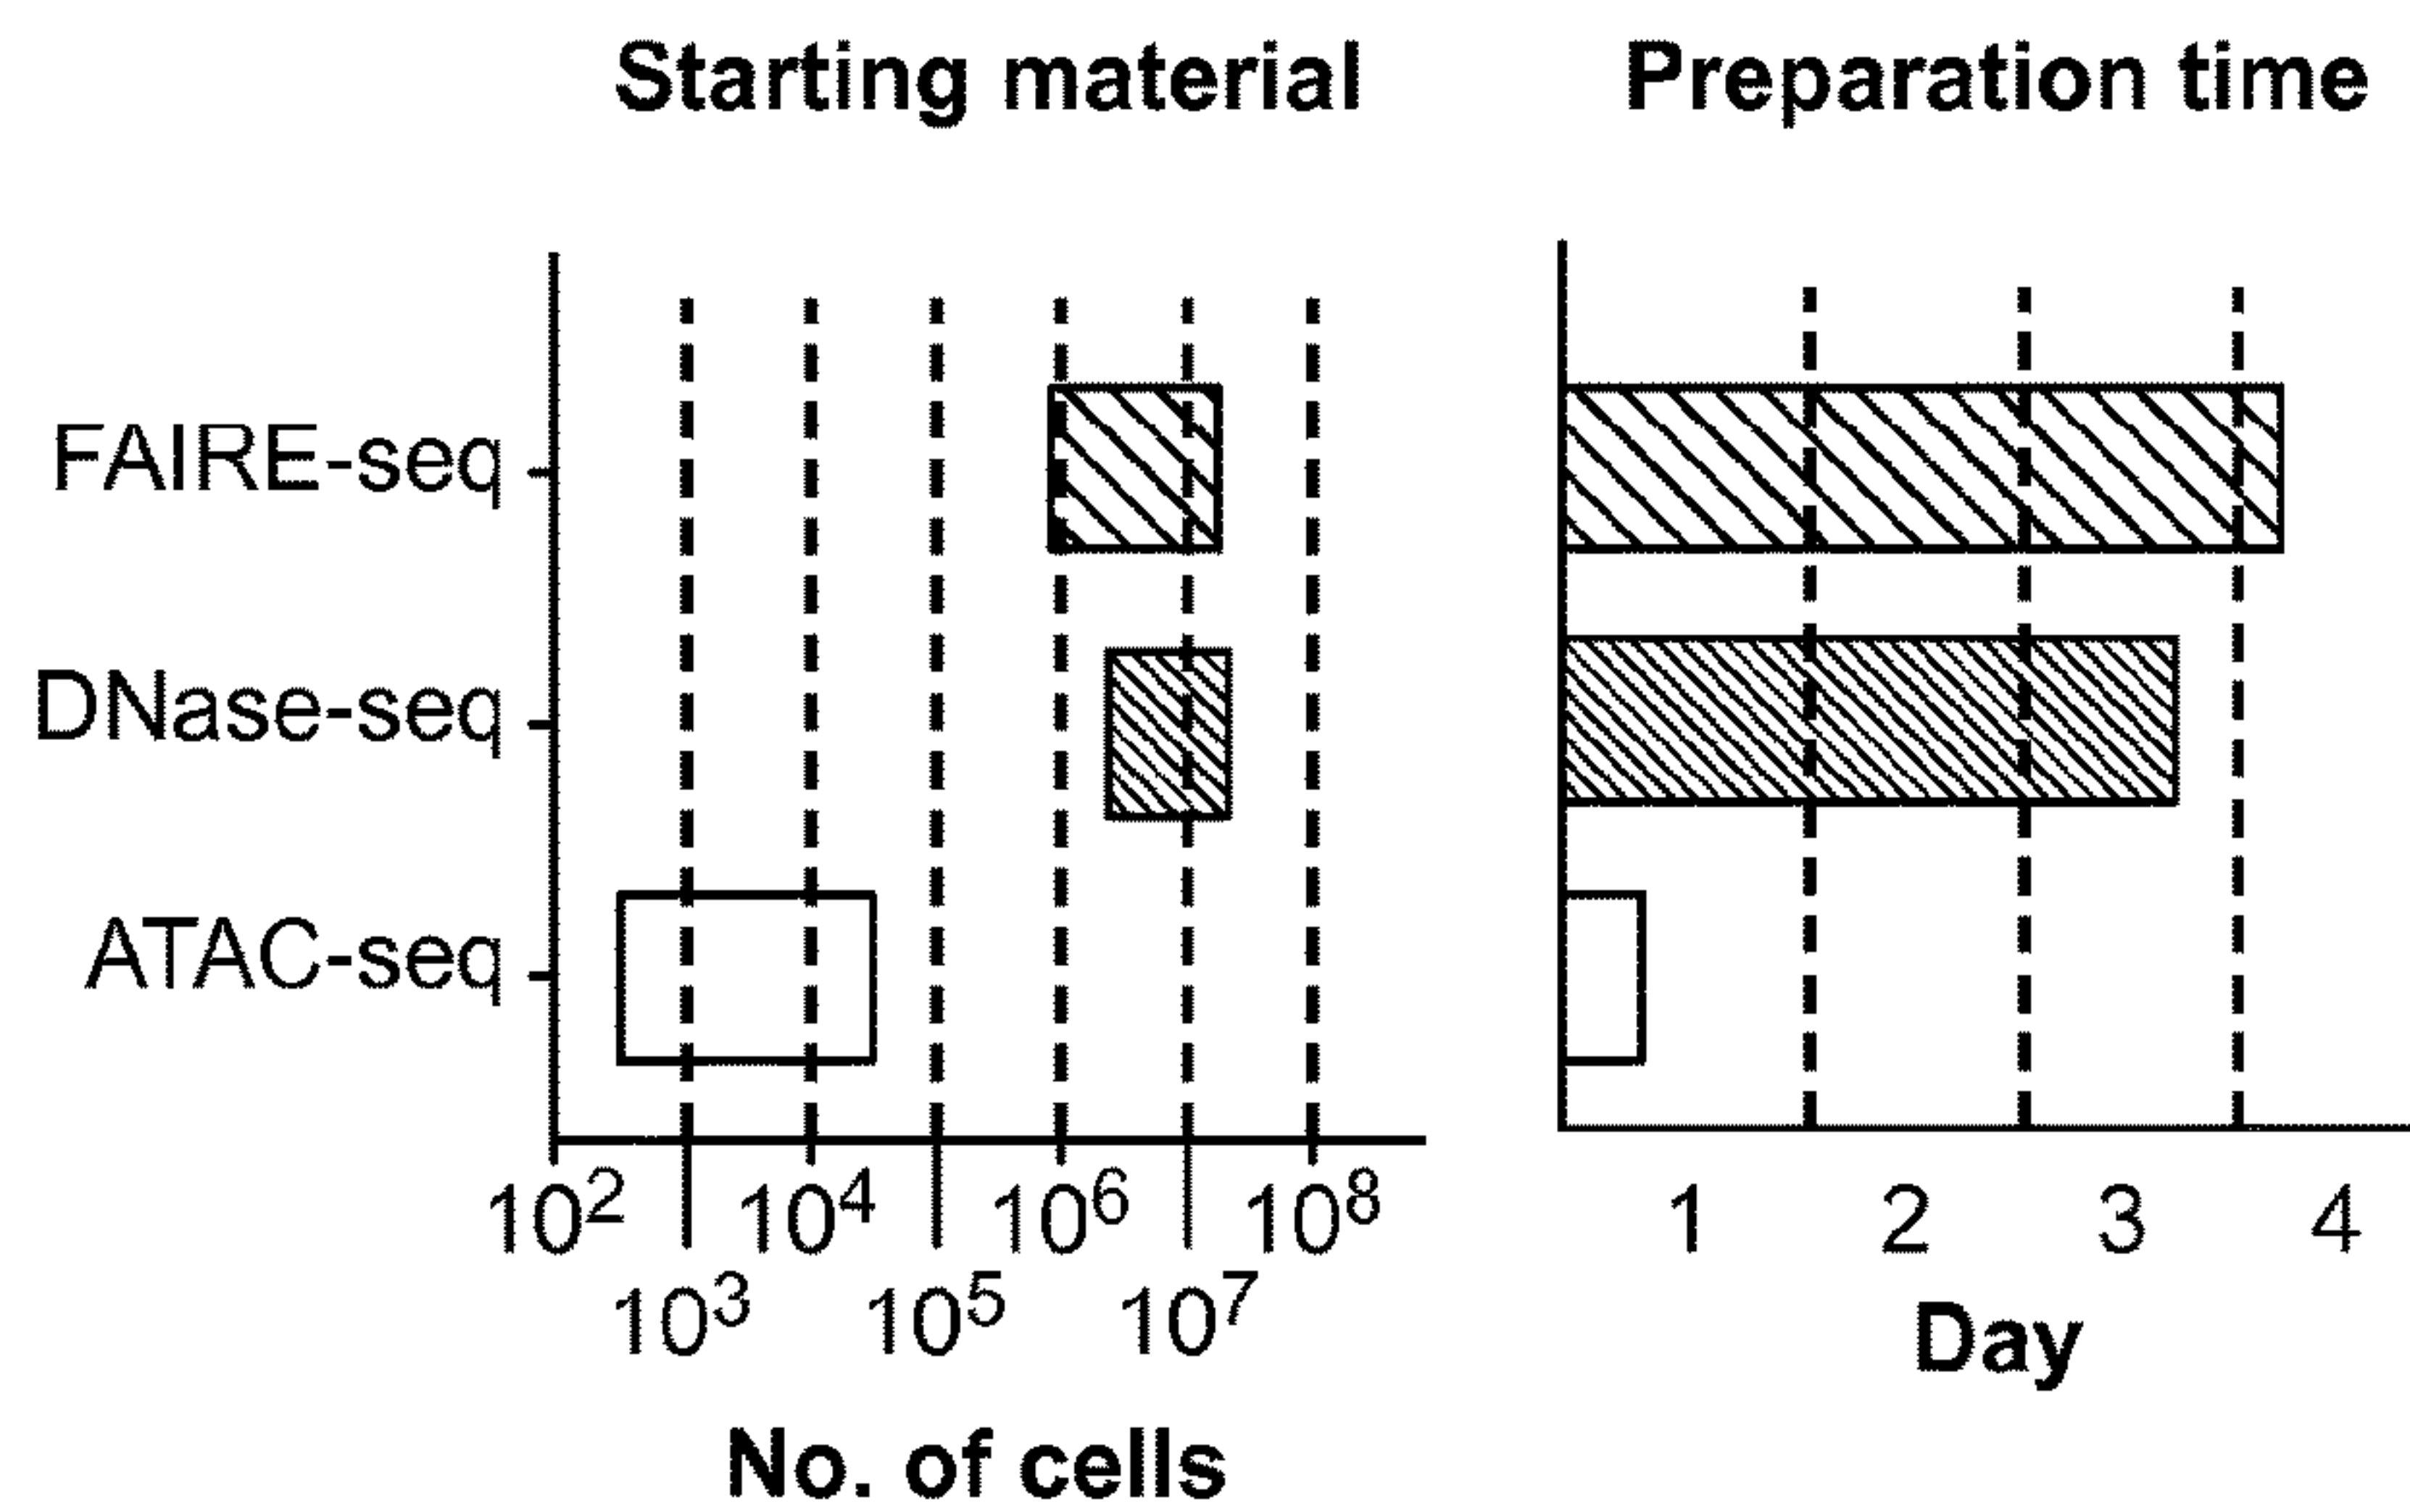 Starting material
Preparation time
FAIRE-seq
DNase-seq
ATAC-seq
10² 10⁴ 10⁶ 10⁸
10³ 10⁵ 10⁷
No. of cells
1 2 3 4
Day